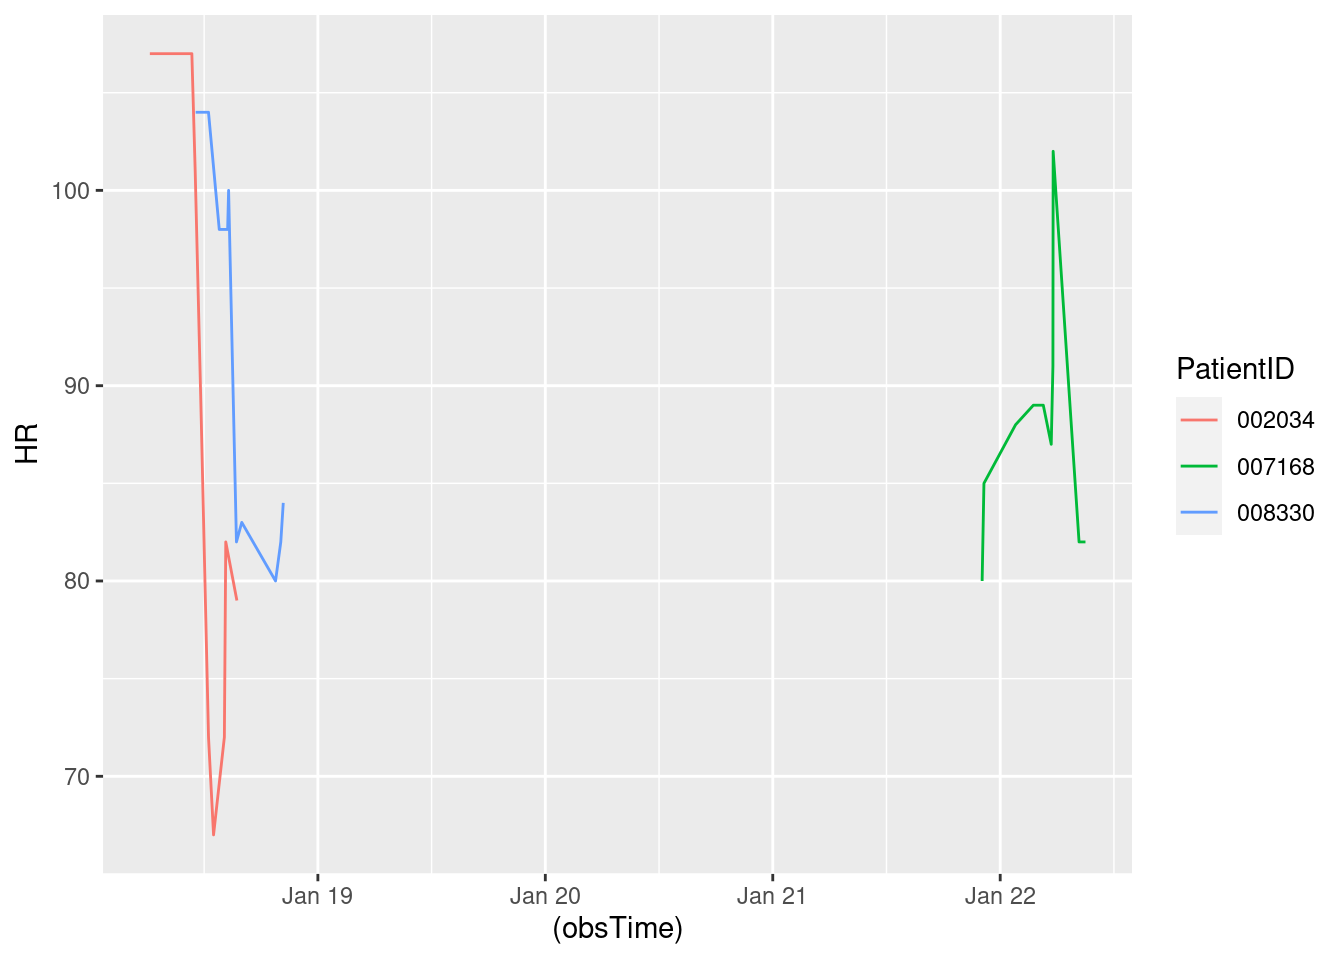 100
90
80
70
HR
Jan 19
Jan 20
Jan 21
Jan 22
(obsTime)
PatientID
002034
007168
008330